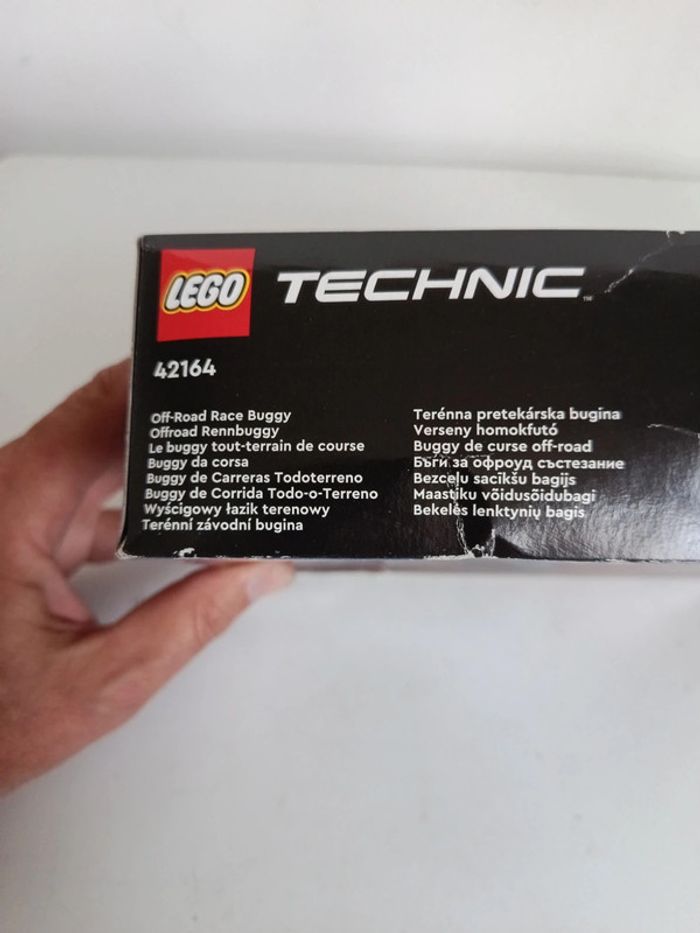 LEGO TECHNIC™
42164
Off-Road Race Buggy
Offroad Rennbuggy
Le buggy tout-terrain de course
Buggy da corsa
Buggy de Carreras Todoterreno
Buggy de Corrida Todo-o-Terreno
Wyścigowy łazik terenowy
Terénní závodní bugina
Terénna pretekárska bugina
Verseny homokfutó
Buggy de curse off-road
Бъги за офроуд състезание
Bezceļu sacīkšu bagijs
Maastiku võidusõidubagi
Bekelės lenktynių bagis